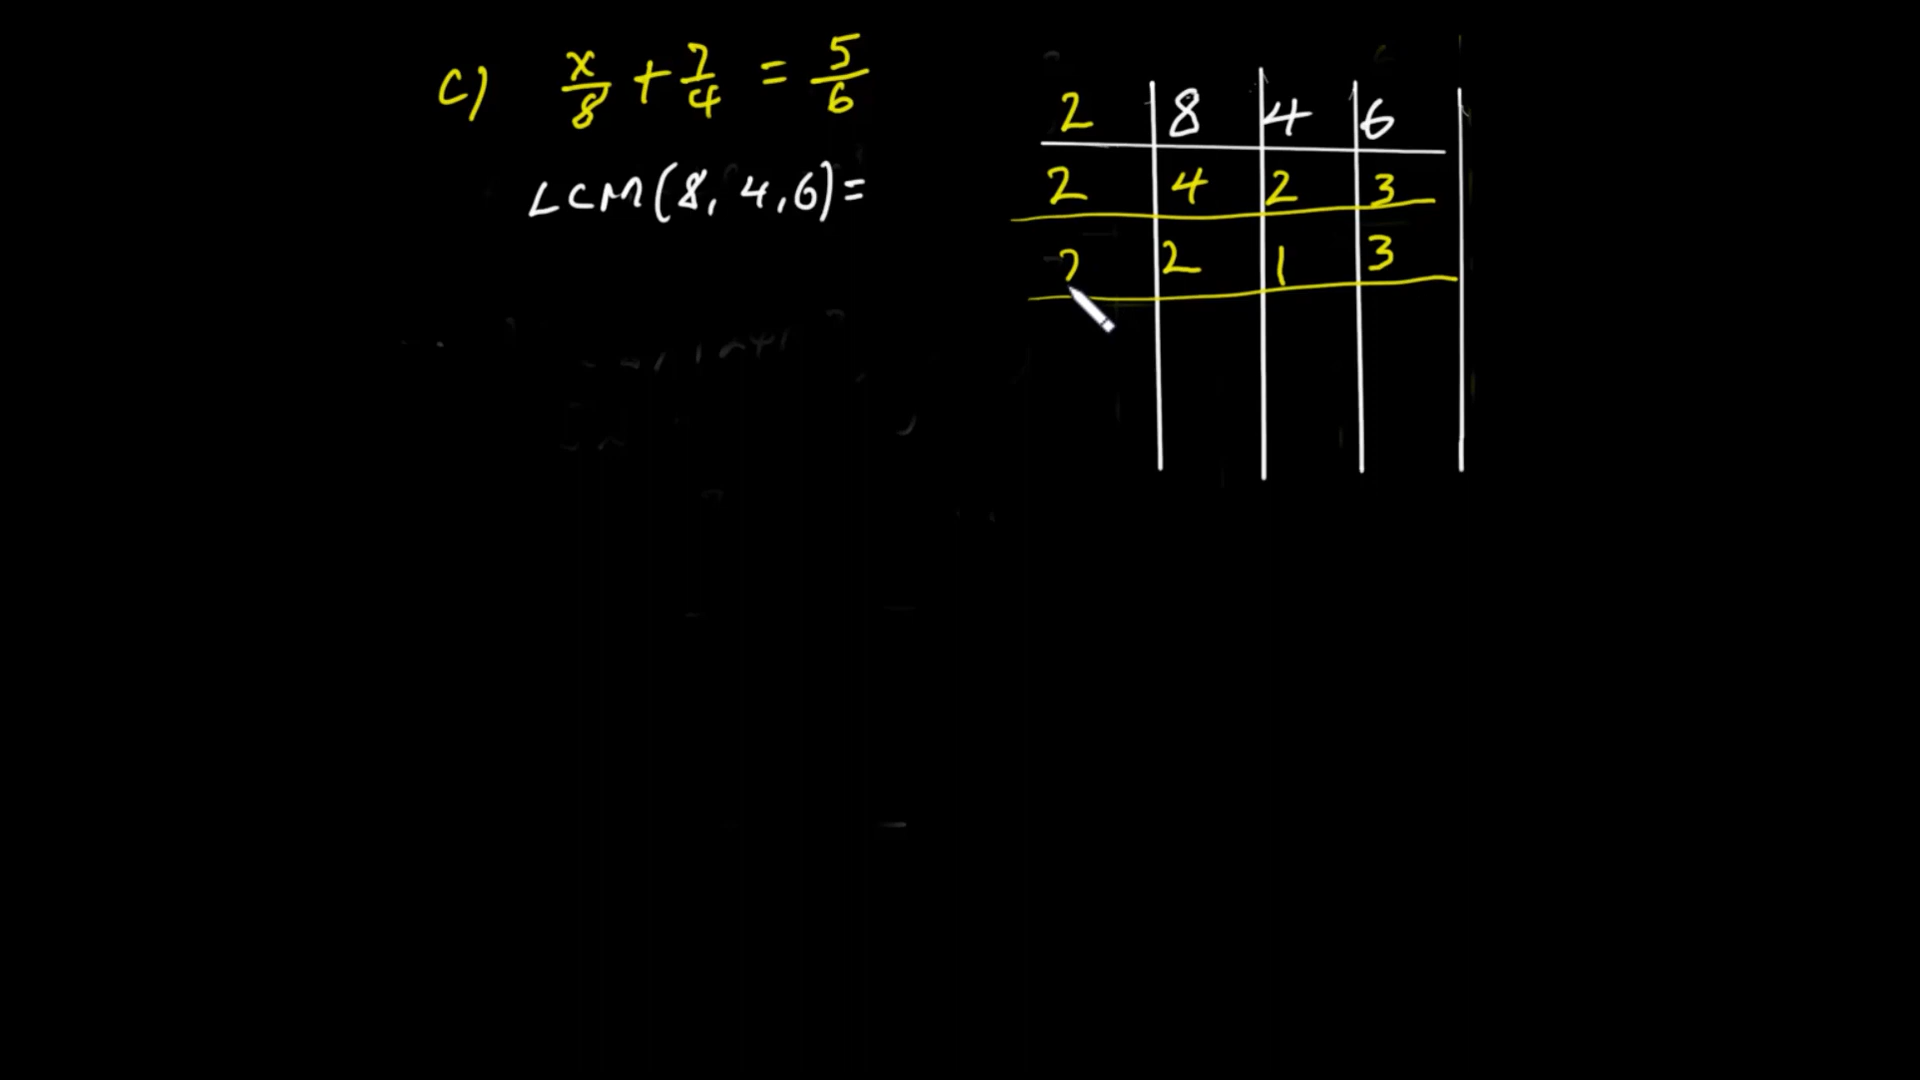 c) x/8 + 7/4 = 5/6
LCM(8, 4, 6) =
2 | 8 | 4 | 6
2 | 4 | 2 | 3
2 | 2 | 1 | 3